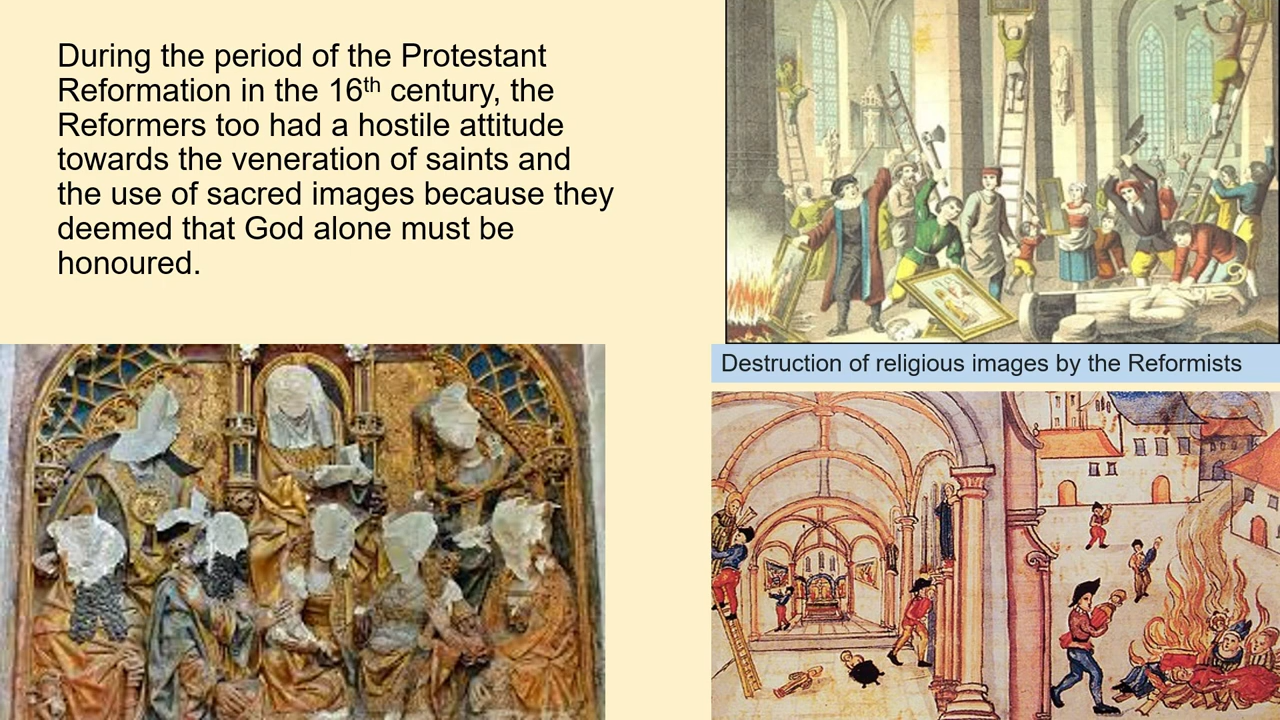 During the period of the Protestant
Reformation in the 16th century, the
Reformers too had a hostile attitude
towards the veneration of saints and
the use of sacred images because they
deemed that God alone must be
honoured.
Destruction of religious images by the Reformists